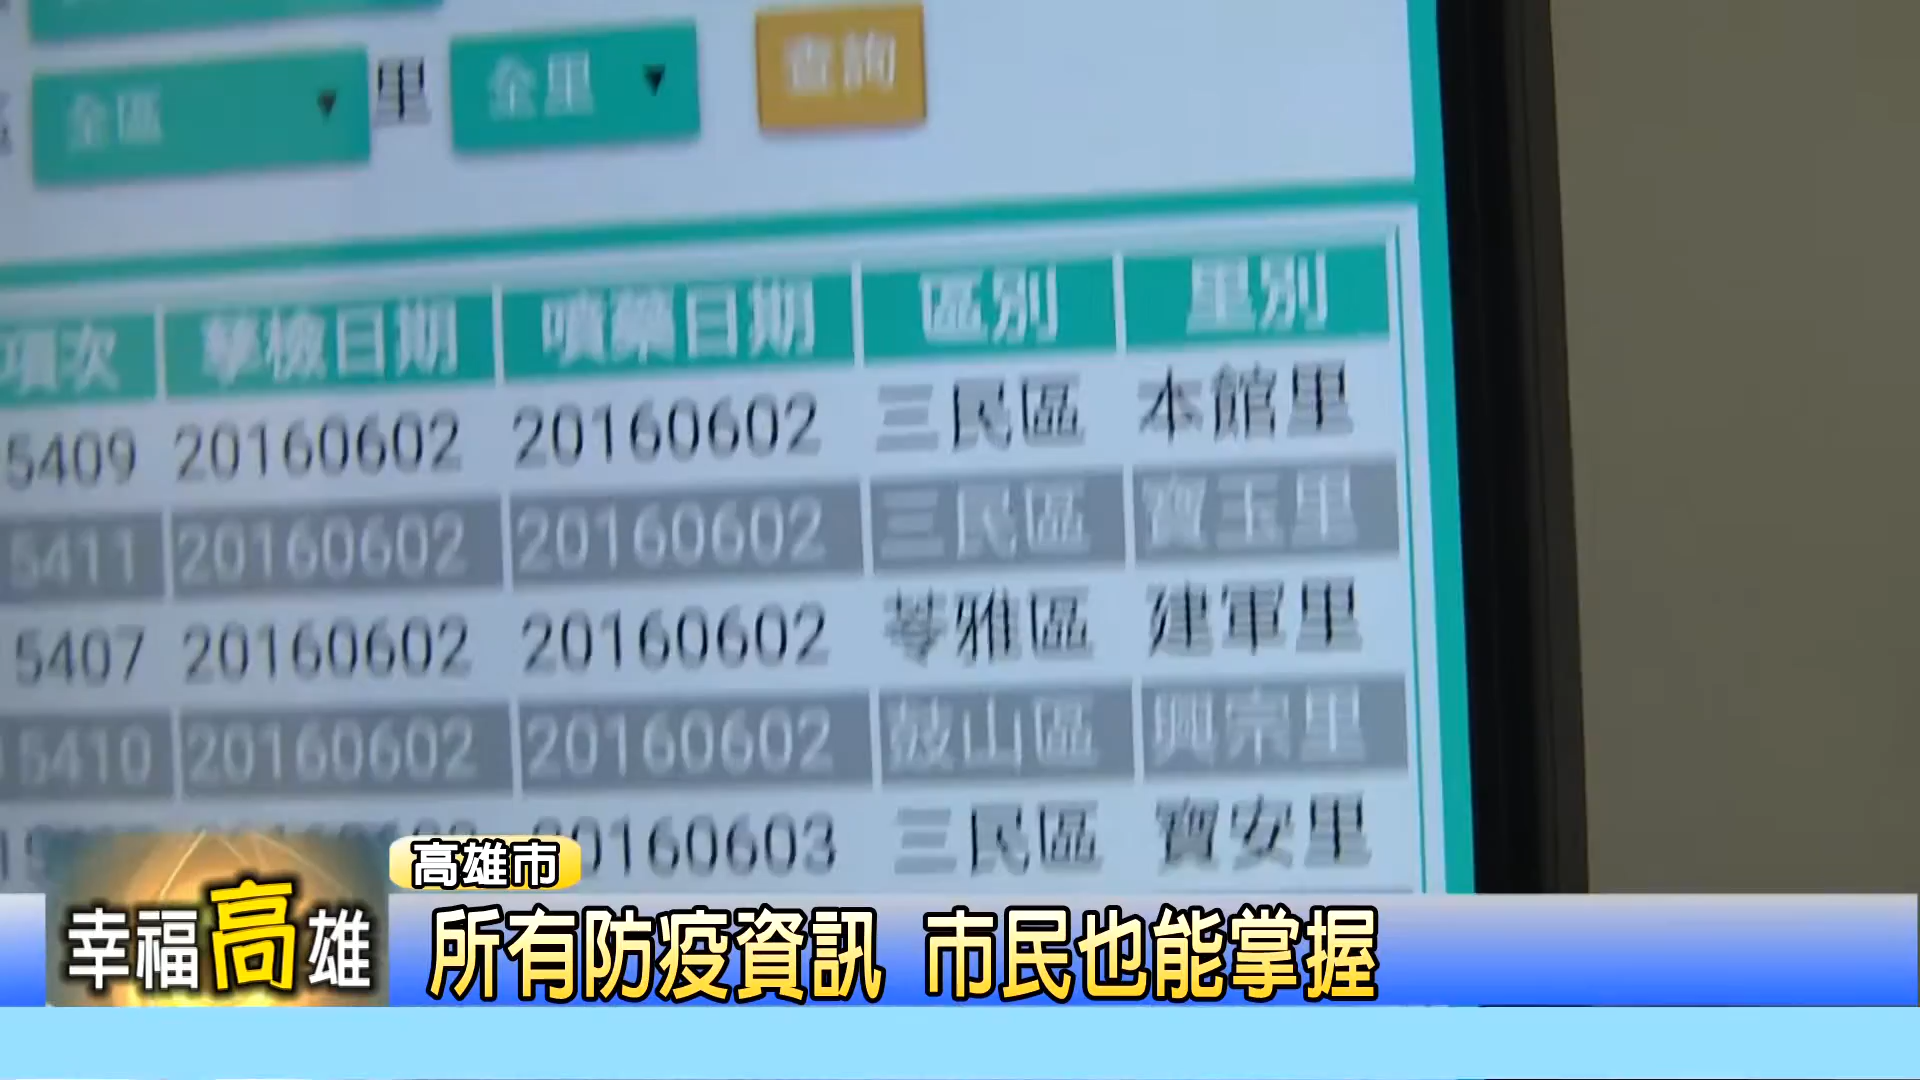 全區 里 全里 查詢
項次 孳檢日期 噴藥日期 區別 里別
5409 20160602 20160602 三民區 本館里
5411 20160602 20160602 三民區 寶玉里
5407 20160602 20160602 苓雅區 建軍里
15410 20160602 20160602 鼓山區 興宗里
20160603 三民區 寶安里
高雄市
幸福高雄
所有防疫資訊 市民也能掌握